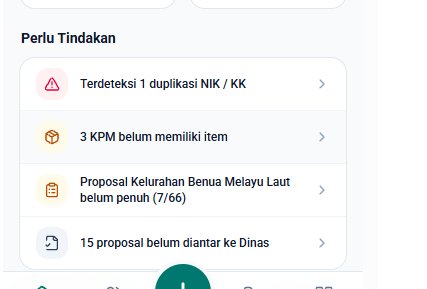 Perlu Tindakan
Terdeteksi 1 duplikasi NIK / KK
3 KPM belum memiliki item
Proposal Kelurahan Benua Melayu Laut
belum penuh (7/66)
15 proposal belum diantar ke Dinas